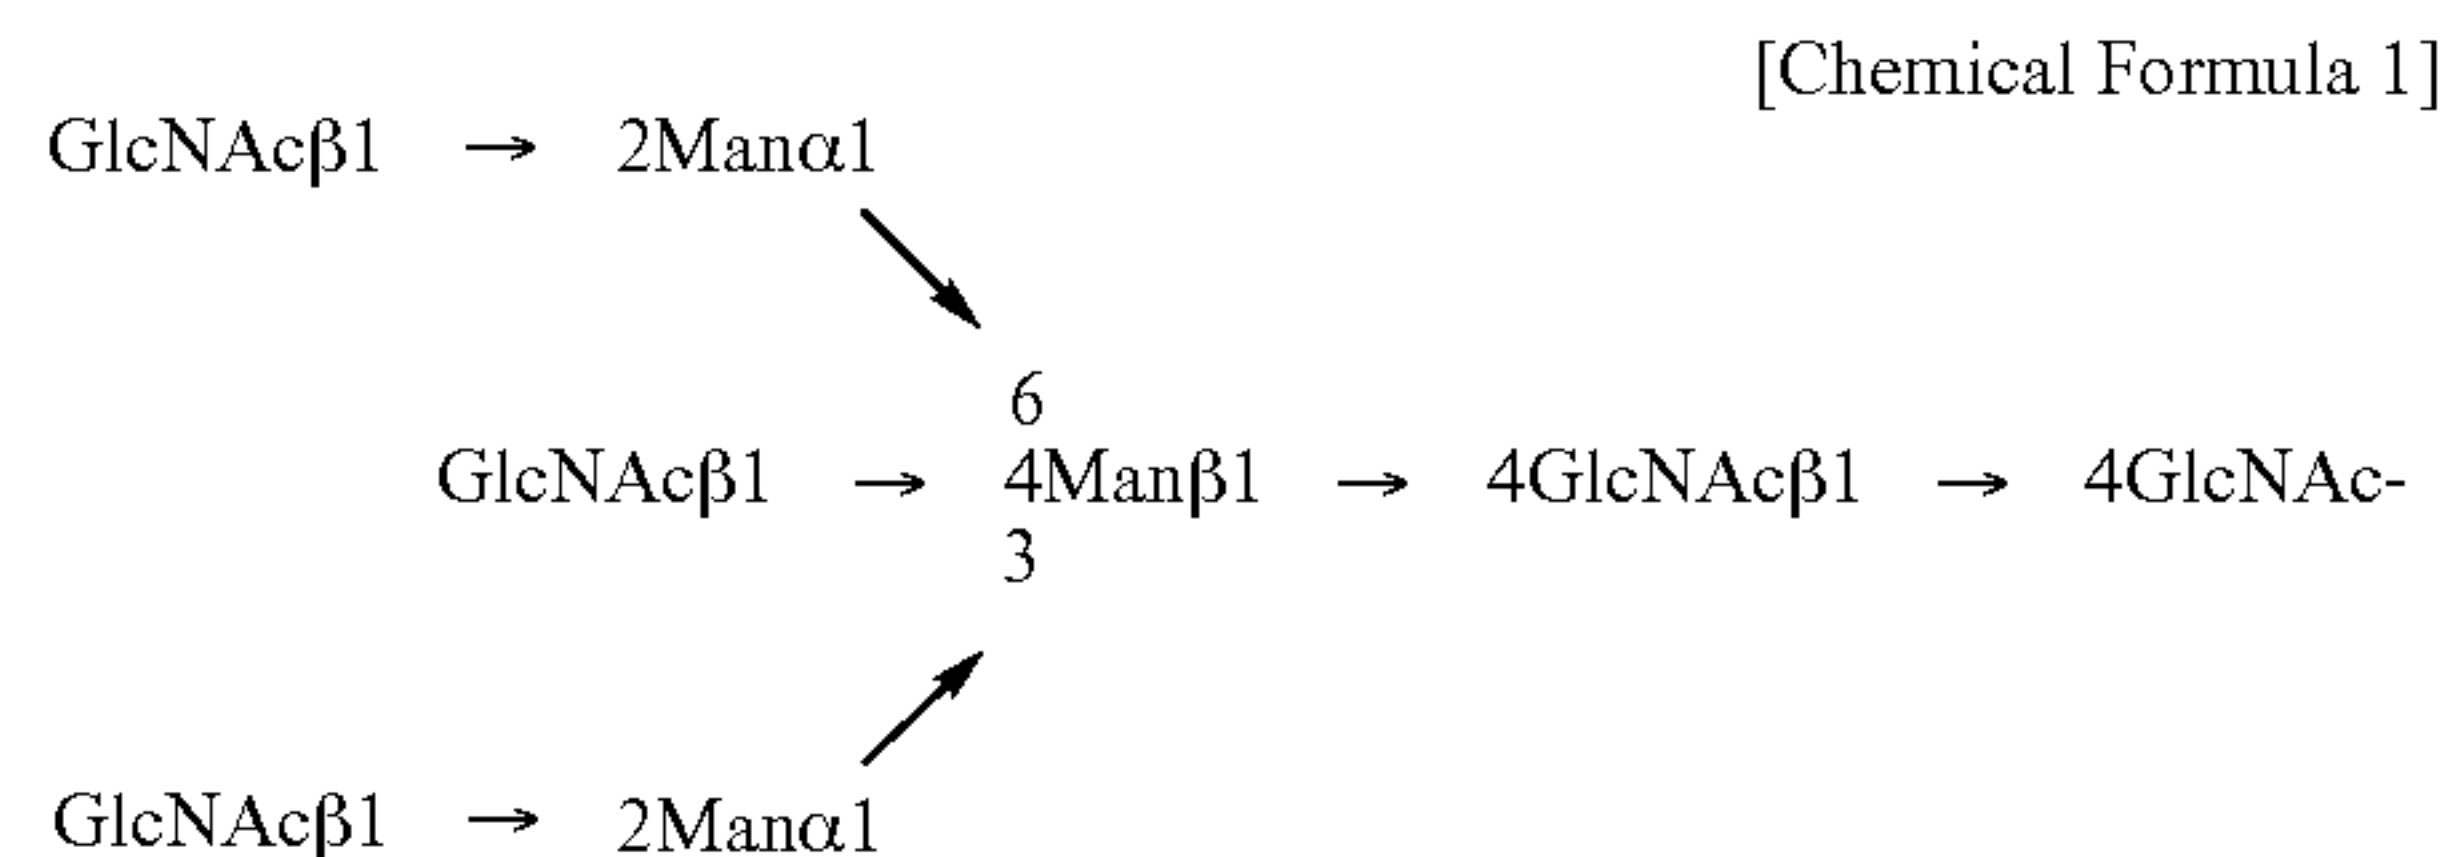 [Chemical Formula 1]
GlcNAcβ1 → 2Manα1
6
GlcNAcβ1 → 4Manβ1 → 4GlcNAcβ1 → 4GlcNAc-
3
GlcNAcβ1 → 2Manα1